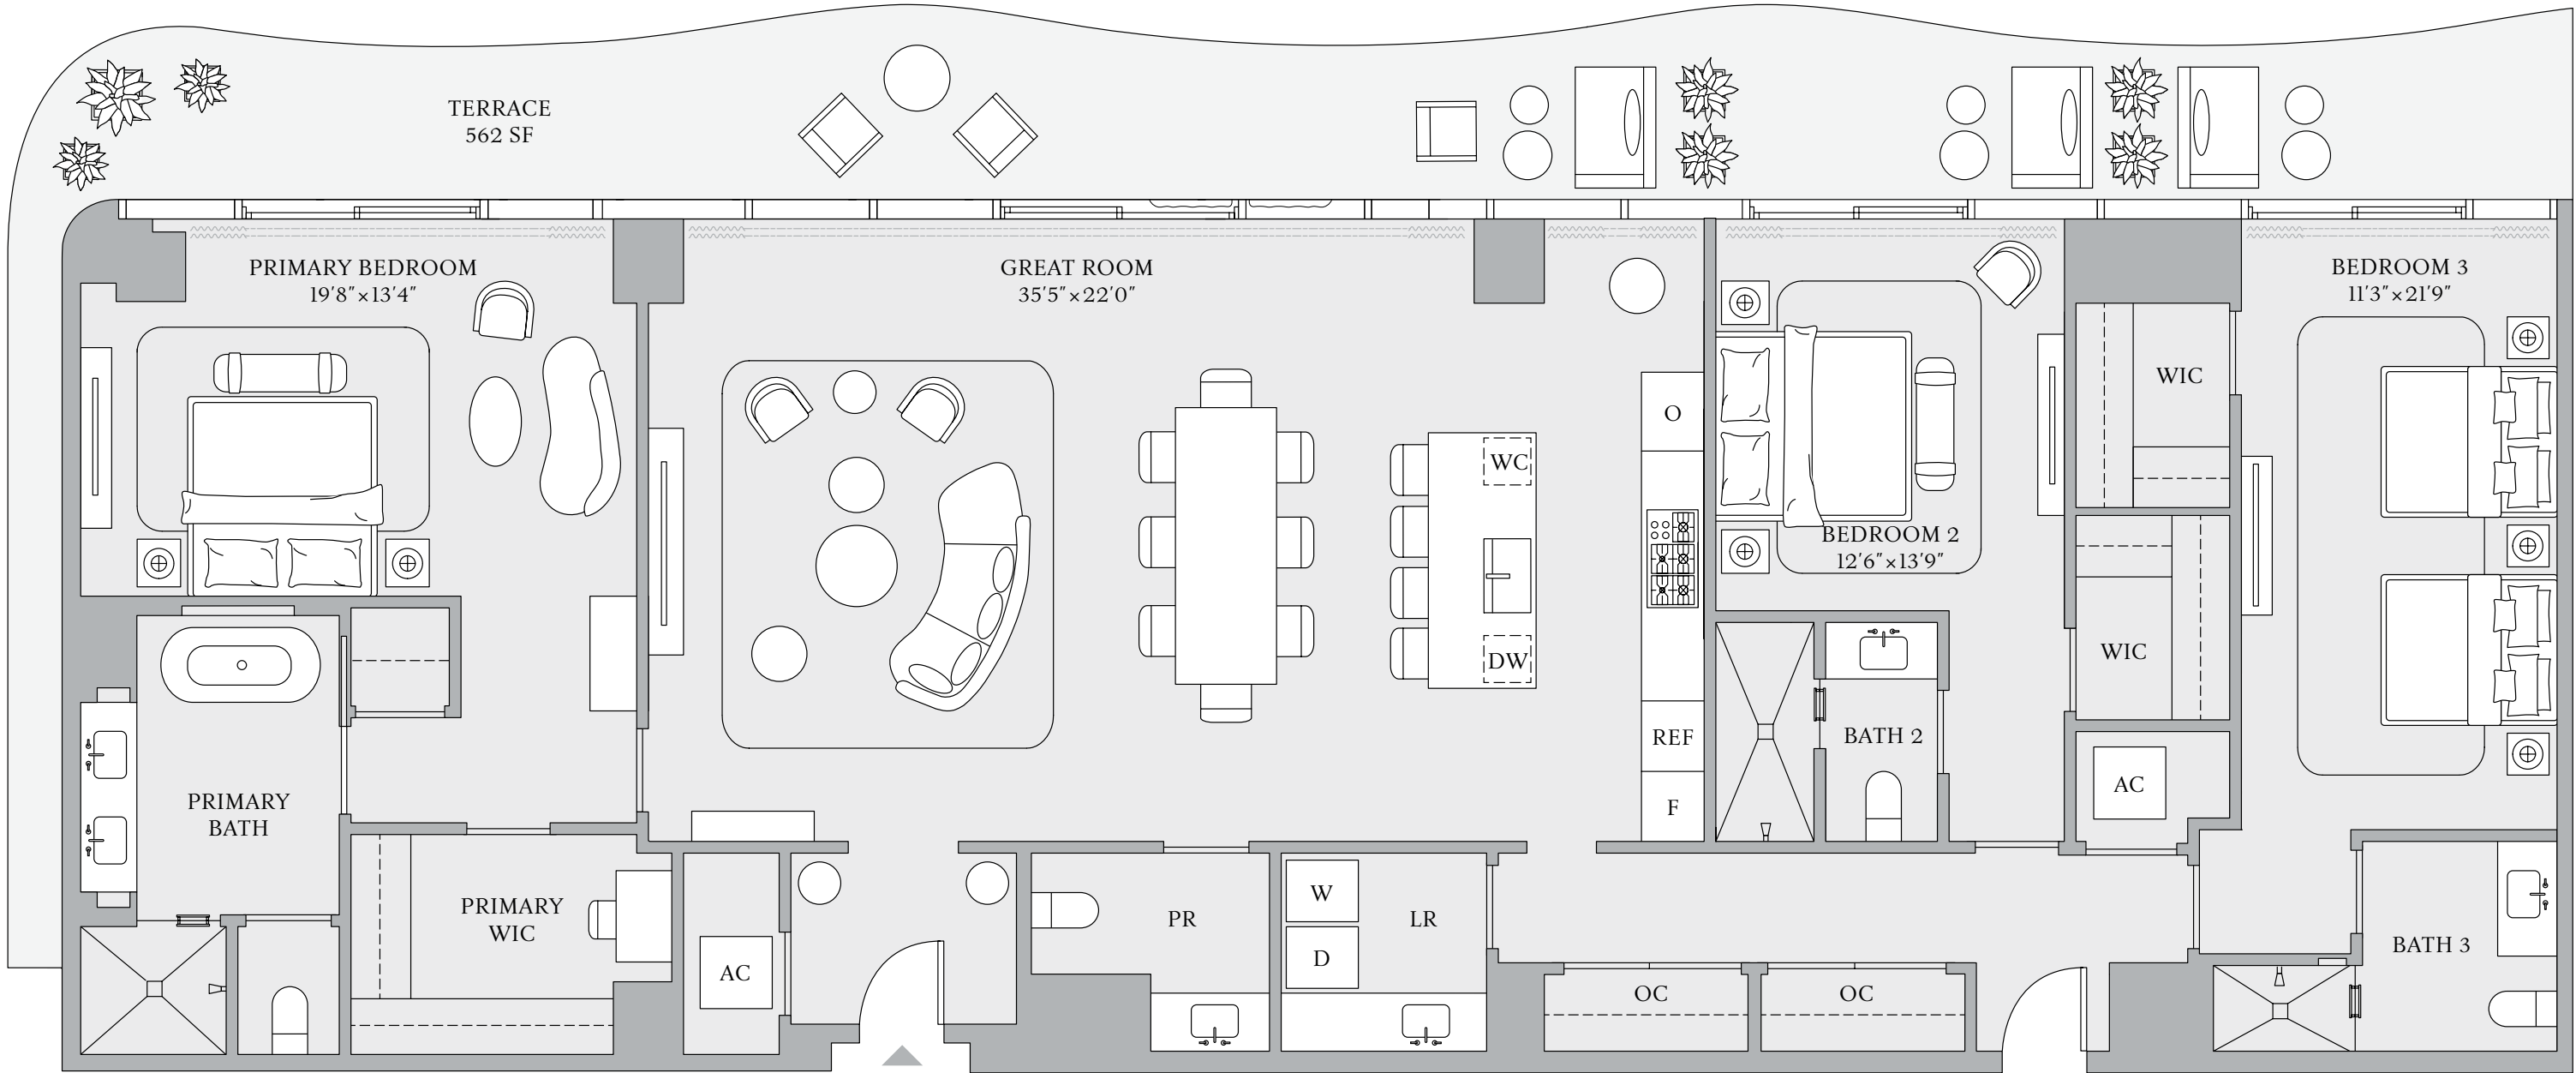 TERRACE
562 SF
PRIMARY BEDROOM
19'8"×13'4"
GREAT ROOM
35'5"×22'0"
BEDROOM 3
11'3"×21'9"
WIC
O
WC
BEDROOM 2
12'6"×13'9"
WIC
DW
REF
BATH 2
AC
F
PRIMARY
BATH
PRIMARY
WIC
W
PR
LR
D
AC
BATH 3
OC
OC